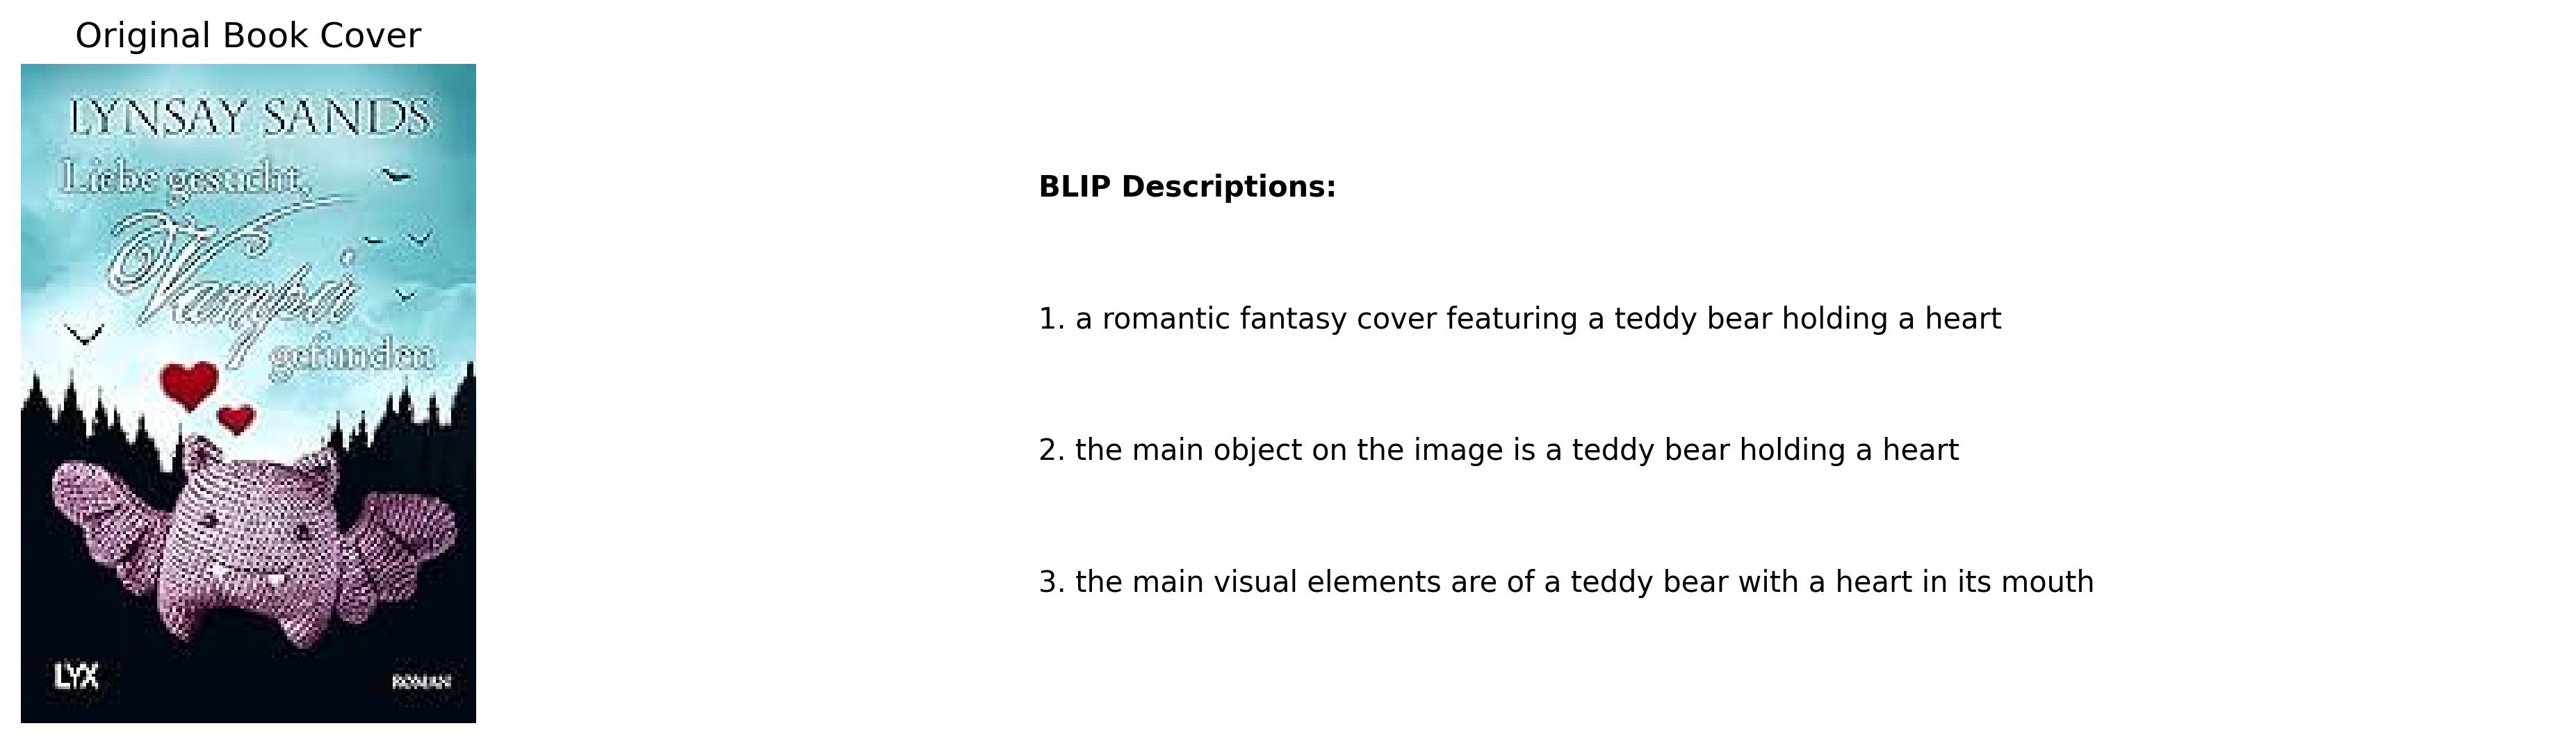 Original Book Cover
LYNSAY SANDS
Liebe gesucht,
Vampir
gefunden
LYX
ROMAN
BLIP Descriptions:
1. a romantic fantasy cover featuring a teddy bear holding a heart
2. the main object on the image is a teddy bear holding a heart
3. the main visual elements are of a teddy bear with a heart in its mouth